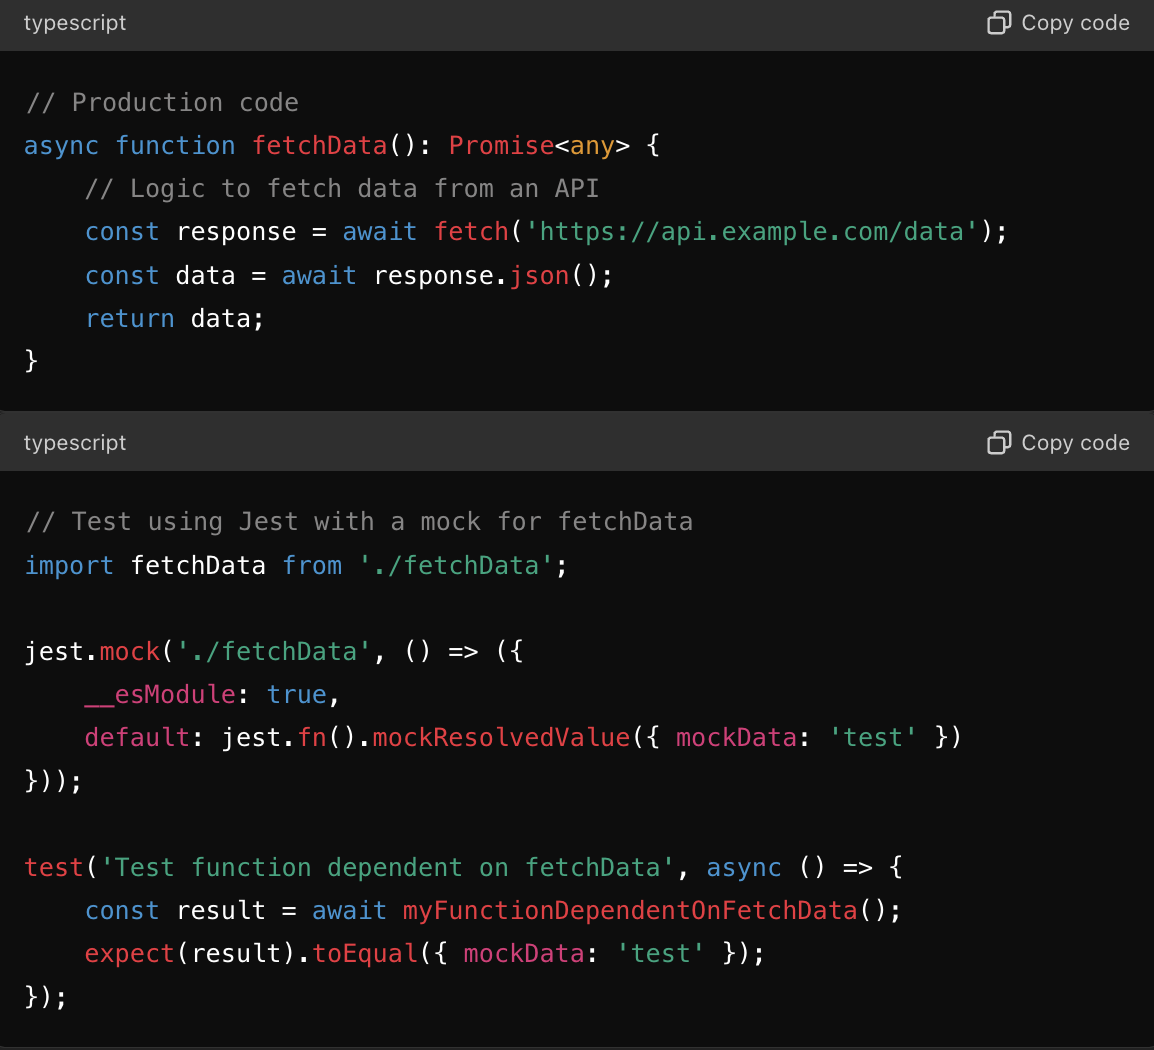 typescript
Copy code
// Production code
async function fetchData(): Promise<any> {
    // Logic to fetch data from an API
    const response = await fetch('https://api.example.com/data');
    const data = await response.json();
    return data;
}
typescript
Copy code
// Test using Jest with a mock for fetchData
import fetchData from './fetchData';

jest.mock('./fetchData', () => ({
    __esModule: true,
    default: jest.fn().mockResolvedValue({ mockData: 'test' })
}));

test('Test function dependent on fetchData', async () => {
    const result = await myFunctionDependentOnFetchData();
    expect(result).toEqual({ mockData: 'test' });
});